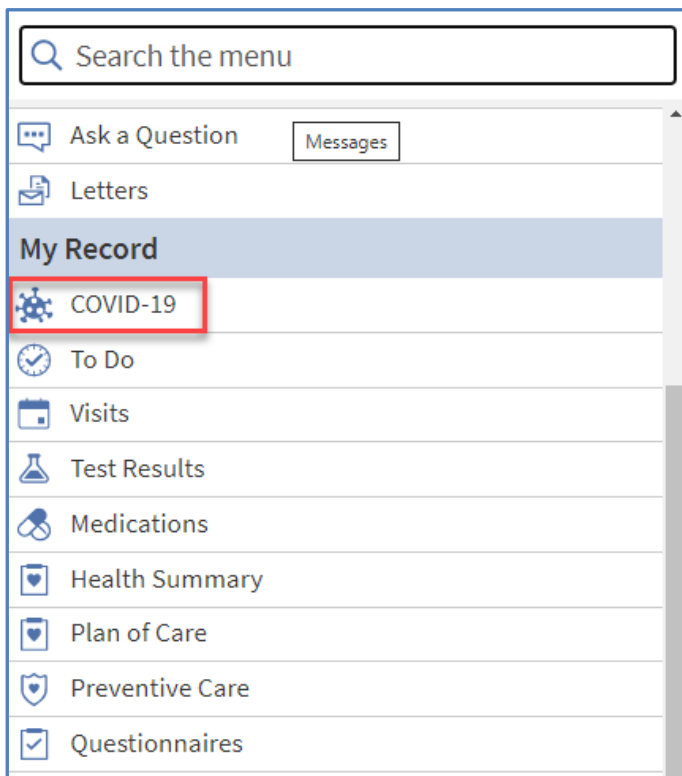 Search the menu
Ask a Question
Messages
Letters
My Record
COVID-19
To Do
Visits
Test Results
Medications
Health Summary
Plan of Care
Preventive Care
Questionnaires